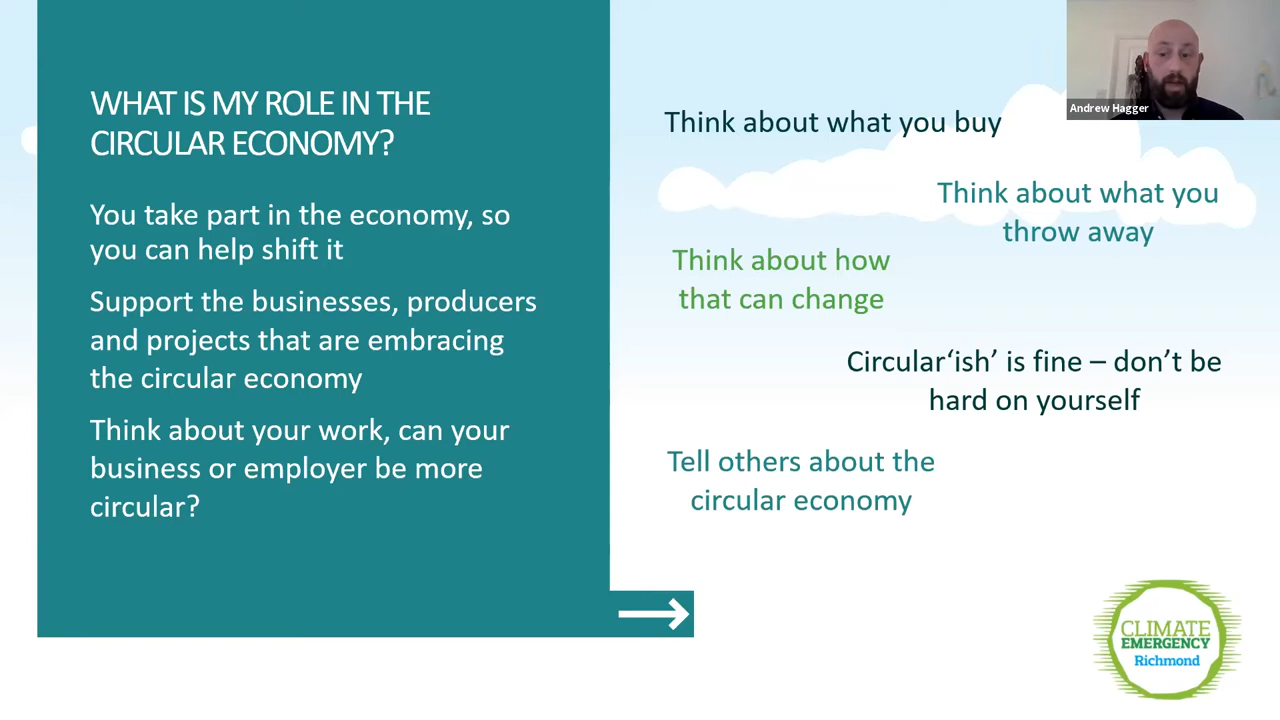 WHAT IS MY ROLE IN THE
CIRCULAR ECONOMY?
You take part in the economy, so
you can help shift it
Support the businesses, producers
and projects that are embracing
the circular economy
Think about your work, can your
business or employer be more
circular?
Think about what you buy
Think about what you
throw away
Think about how
that can change
Circular‘ish’ is fine – don’t be
hard on yourself
Tell others about the
circular economy
Andrew Hagger
CLIMATE
EMERGENCY
Richmond